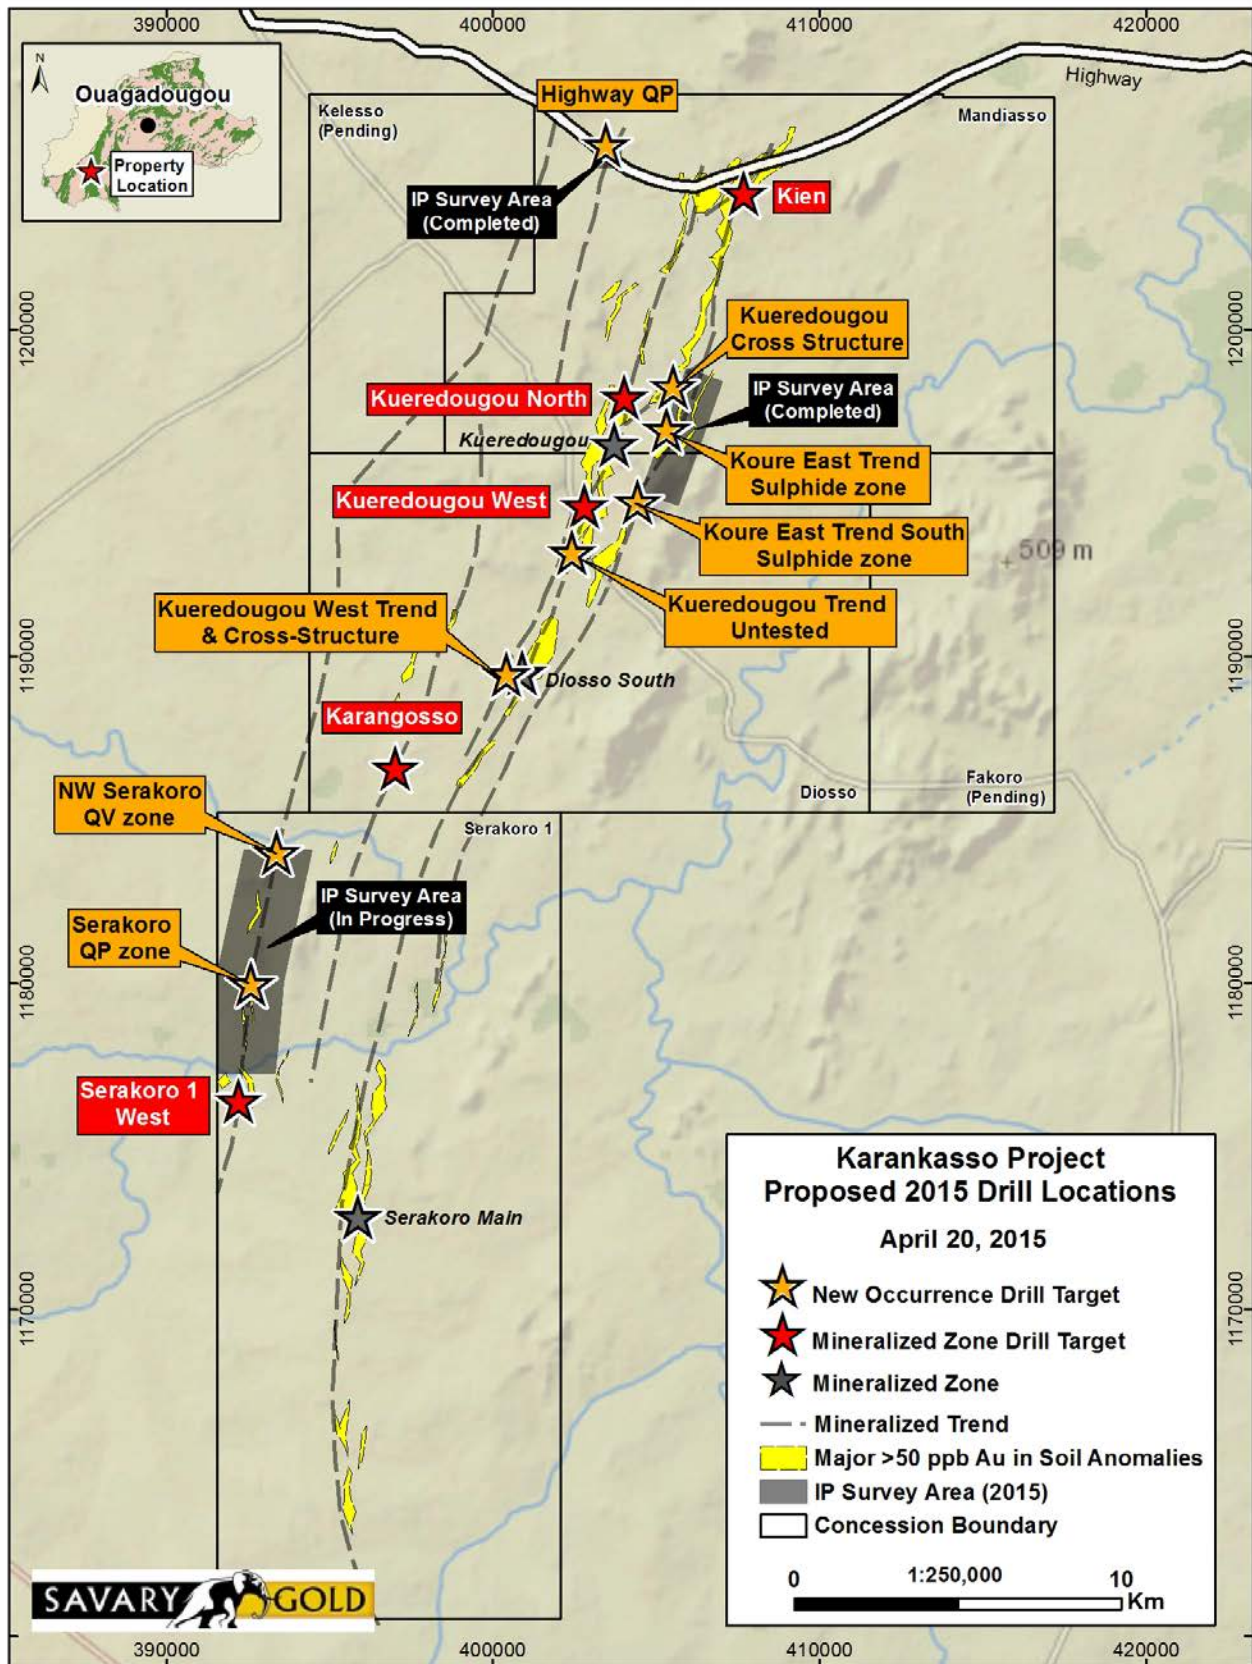 390000
400000
410000
420000
N
Ouagadougou
Property
Location
Highway
Highway QP
Kelesso
(Pending)
Mandiasso
IP Survey Area
(Completed)
Kien
1200000
1200000
Kueredougou
Cross Structure
Kueredougou North
IP Survey Area
(Completed)
Kueredougou
Koure East Trend
Sulphide zone
Kueredougou West
Koure East Trend South
Sulphide zone
509 m
Kueredougou West Trend
& Cross-Structure
Kueredougou Trend
Untested
1190000
1190000
Diosso South
Karangosso
NW Serakoro
QV zone
Diosso
Fakoro
(Pending)
Serakoro 1
IP Survey Area
(In Progress)
Serakoro
QP zone
1180000
1180000
Serakoro 1
West
Serakoro Main
1170000
1170000
Karankasso Project
Proposed 2015 Drill Locations
April 20, 2015
New Occurrence Drill Target
Mineralized Zone Drill Target
Mineralized Zone
Mineralized Trend
Major >50 ppb Au in Soil Anomalies
IP Survey Area (2015)
Concession Boundary
0
1:250,000
10
Km
SAVARY GOLD
390000
400000
410000
420000